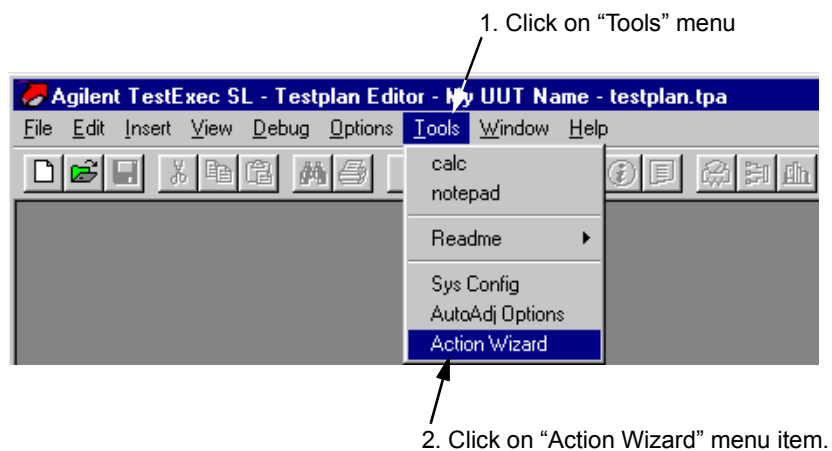 1. Click on “Tools” menu
Agilent TestExec SL - Testplan Editor - My UUT Name - testplan.tpa
File Edit Insert View Debug Options Tools Window Help
calc
notepad
Readme
Sys Config
AutoAdj Options
Action Wizard
2. Click on “Action Wizard” menu item.